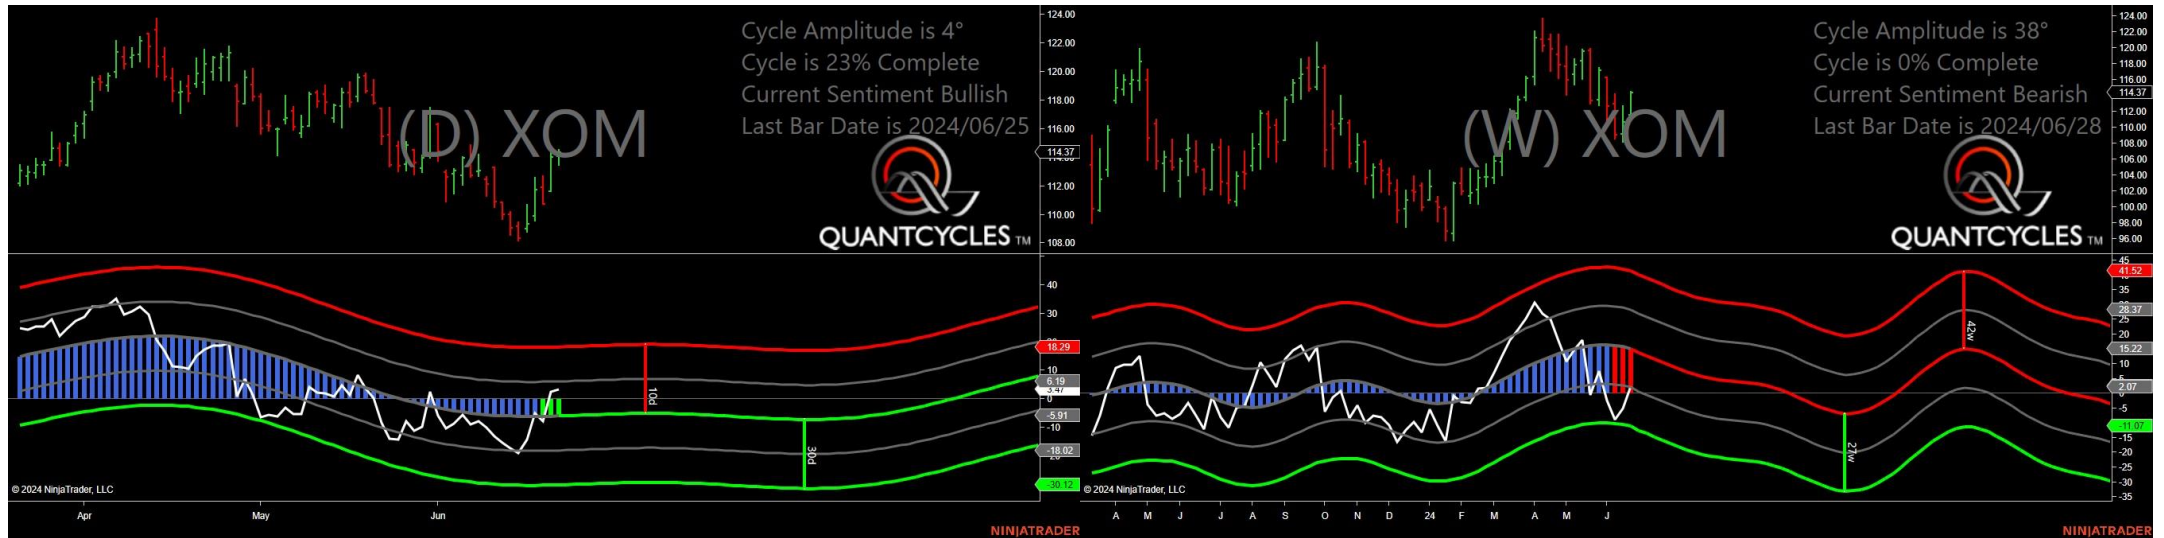 Cycle Amplitude is 4°
Cycle is 23% Complete
Current Sentiment Bullish
Last Bar Date is 2024/06/25
(D) XOM
QUANTCYCLES TM
124.00
122.00
120.00
118.00
116.00
114.37
112.00
110.00
108.00
40
30
18.29
10
6.19
0
-5.91
-10
-18.02
-30.12
10d
30d
© 2024 NinjaTrader, LLC
Apr May Jun
NINJATRADER
Cycle Amplitude is 38°
Cycle is 0% Complete
Current Sentiment Bearish
Last Bar Date is 2024/06/28
(W) XOM
QUANTCYCLES TM
124.00
122.00
120.00
118.00
116.00
114.37
112.00
110.00
108.00
106.00
104.00
102.00
100.00
98.00
96.00
45
41.52
35
28.37
25
20
15.22
10
5
2.07
-5
-11.07
-15
-20
-25
-30
-35
42w
27w
© 2024 NinjaTrader, LLC
A M J J A S O N D 24 F M A M J
NINJATRADER